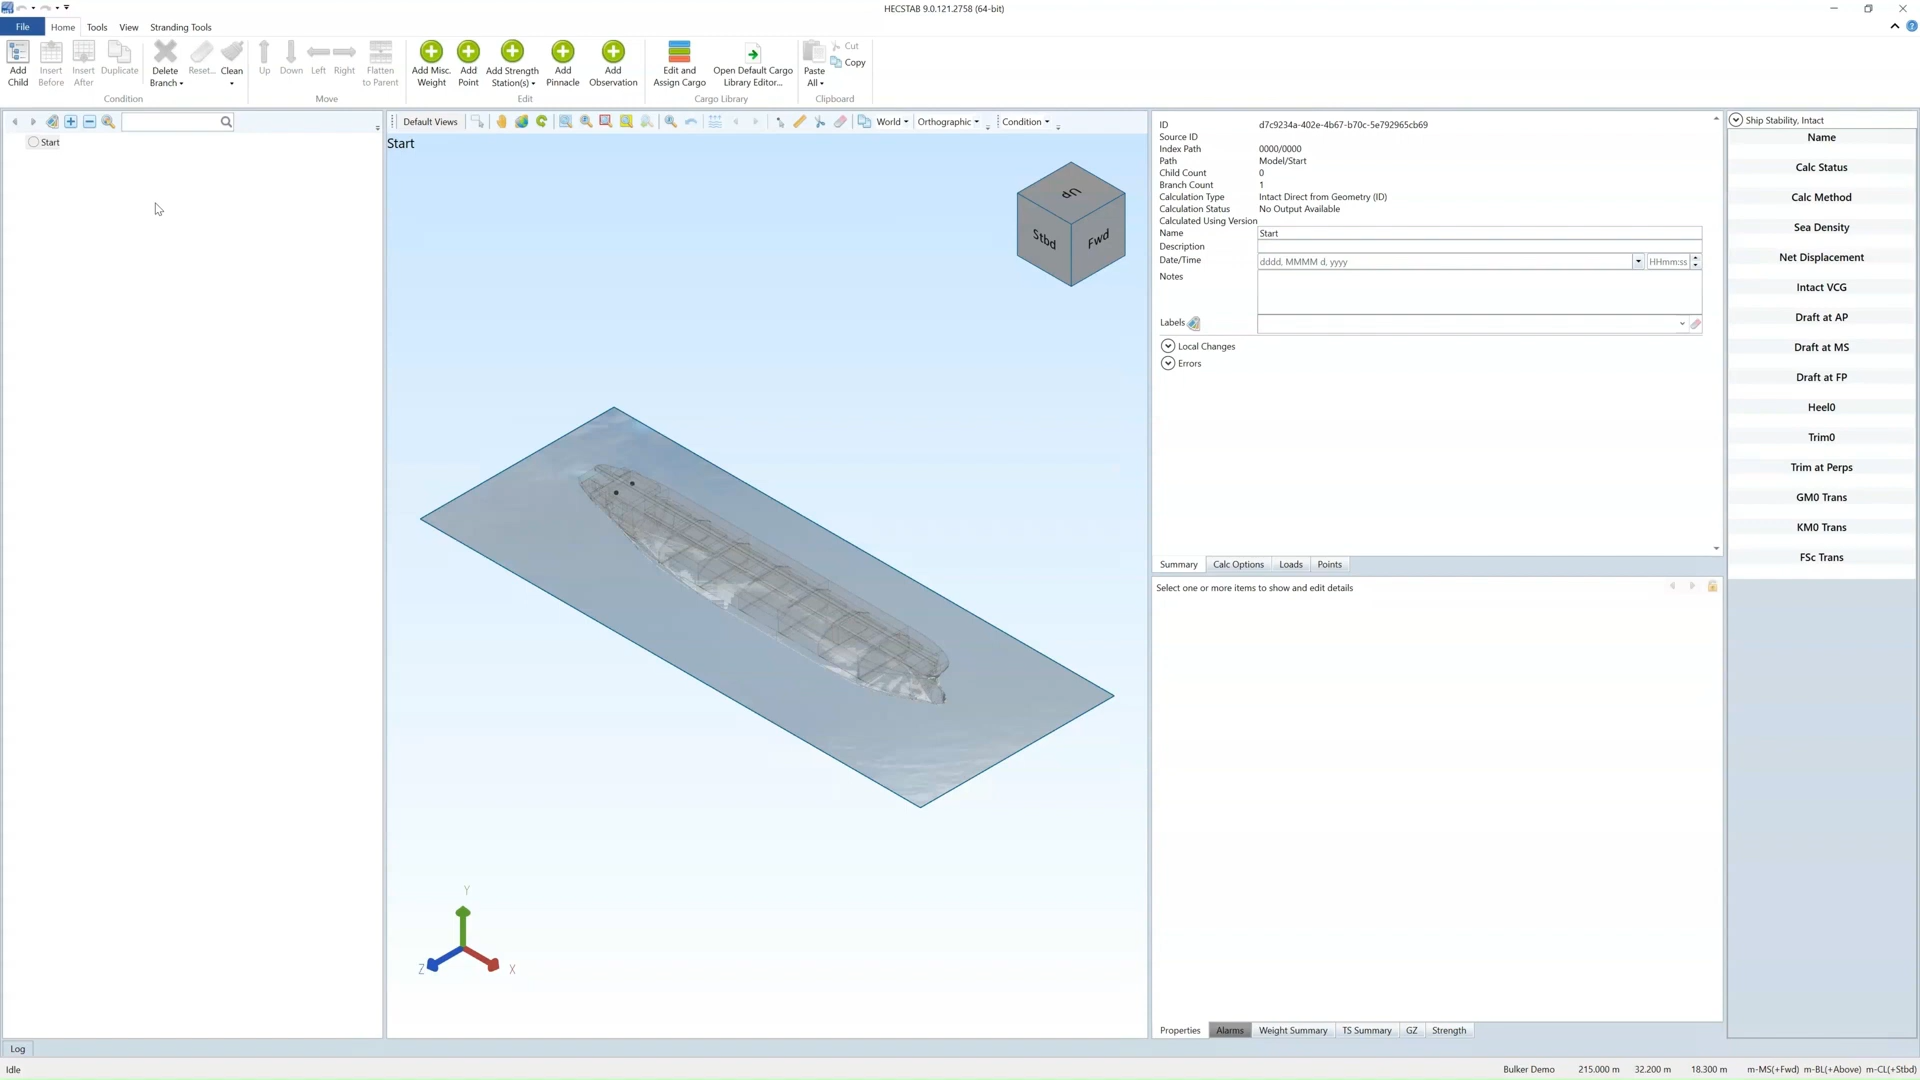 HECSTAB 9.0.121.2758 (64-bit)
File Home Tools View Stranding Tools
Add Child
Insert Before
Insert After
Duplicate
Delete Branch
Reset...
Clean
Up
Down
Left
Right
Flatten to Parent
Add Misc. Weight
Add Point
Add Strength Station(s)
Add Pinnacle
Add Observation
Edit and Assign Cargo
Open Default Cargo Library Editor...
Paste All
Cut
Copy
Condition
Move
Edit
Cargo Library
Clipboard
Start
Default Views
World
Orthographic
Condition
Start
Up
Stbd
Fwd
Y
Z
X
ID d7c9234a-402e-4b67-b70c-5e792965cb69
Source ID
Index Path 0000/0000
Path Model/Start
Child Count 0
Branch Count 1
Calculation Type Intact Direct from Geometry (ID)
Calculation Status No Output Available
Calculated Using Version
Name Start
Description
Date/Time dddd, MMMM d, yyyy HHmm:ss
Notes
Labels
Local Changes
Errors
Summary Calc Options Loads Points
Select one or more items to show and edit details
Properties Alarms Weight Summary TS Summary GZ Strength
Ship Stability, Intact
Name
Calc Status
Calc Method
Sea Density
Net Displacement
Intact VCG
Draft at AP
Draft at MS
Draft at FP
Heel0
Trim0
Trim at Perps
GM0 Trans
KM0 Trans
FSc Trans
Log
Idle
Bulker Demo 215.000 m 32.200 m 18.300 m m-MS(+Fwd) m-BL(+Above) m-CL(+Stbd)